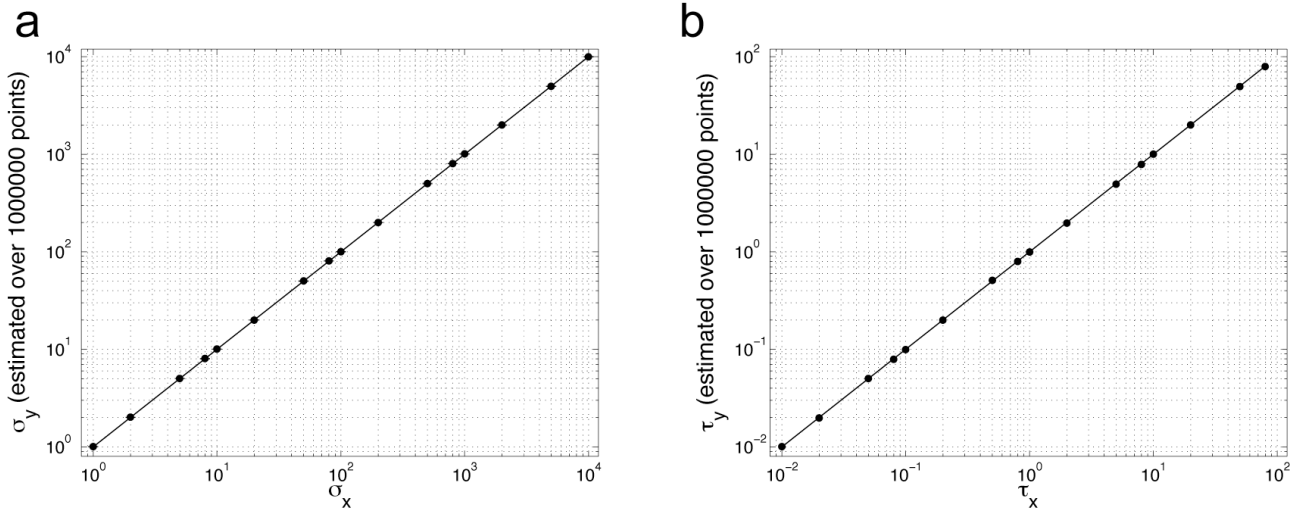 a
σ_y (estimated over 1000000 points)
10^4
10^3
10^2
10^1
10^0
10^0 10^1 10^2 10^3 10^4
σ_x
b
τ_y (estimated over 1000000 points)
10^2
10^1
10^0
10^−1
10^−2
10^−2 10^−1 10^0 10^1 10^2
τ_x